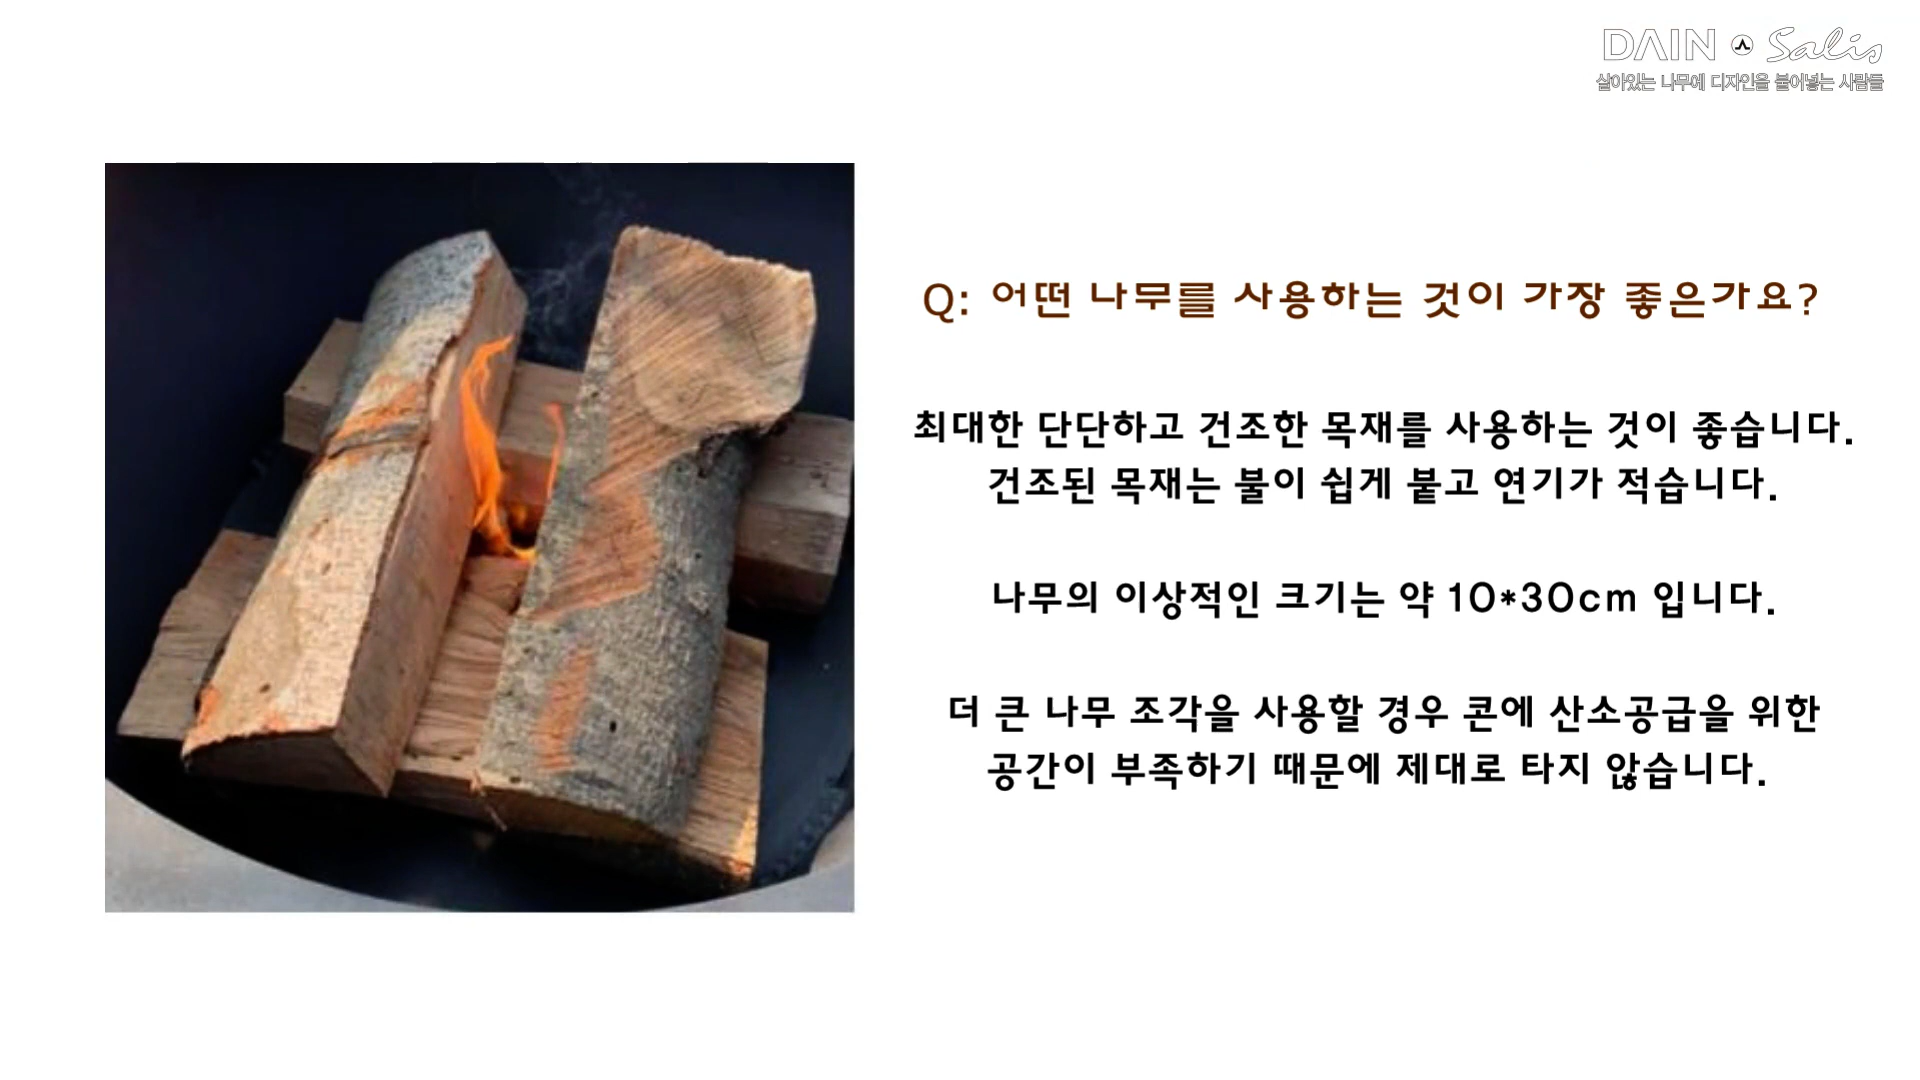 DAIN Salis
살아있는 나무에 디자인을 불어넣는 사람들
Q: 어떤 나무를 사용하는 것이 가장 좋은가요?
최대한 단단하고 건조한 목재를 사용하는 것이 좋습니다.
건조된 목재는 불이 쉽게 붙고 연기가 적습니다.
나무의 이상적인 크기는 약 10*30cm 입니다.
더 큰 나무 조각을 사용할 경우 콘에 산소공급을 위한
공간이 부족하기 때문에 제대로 타지 않습니다.